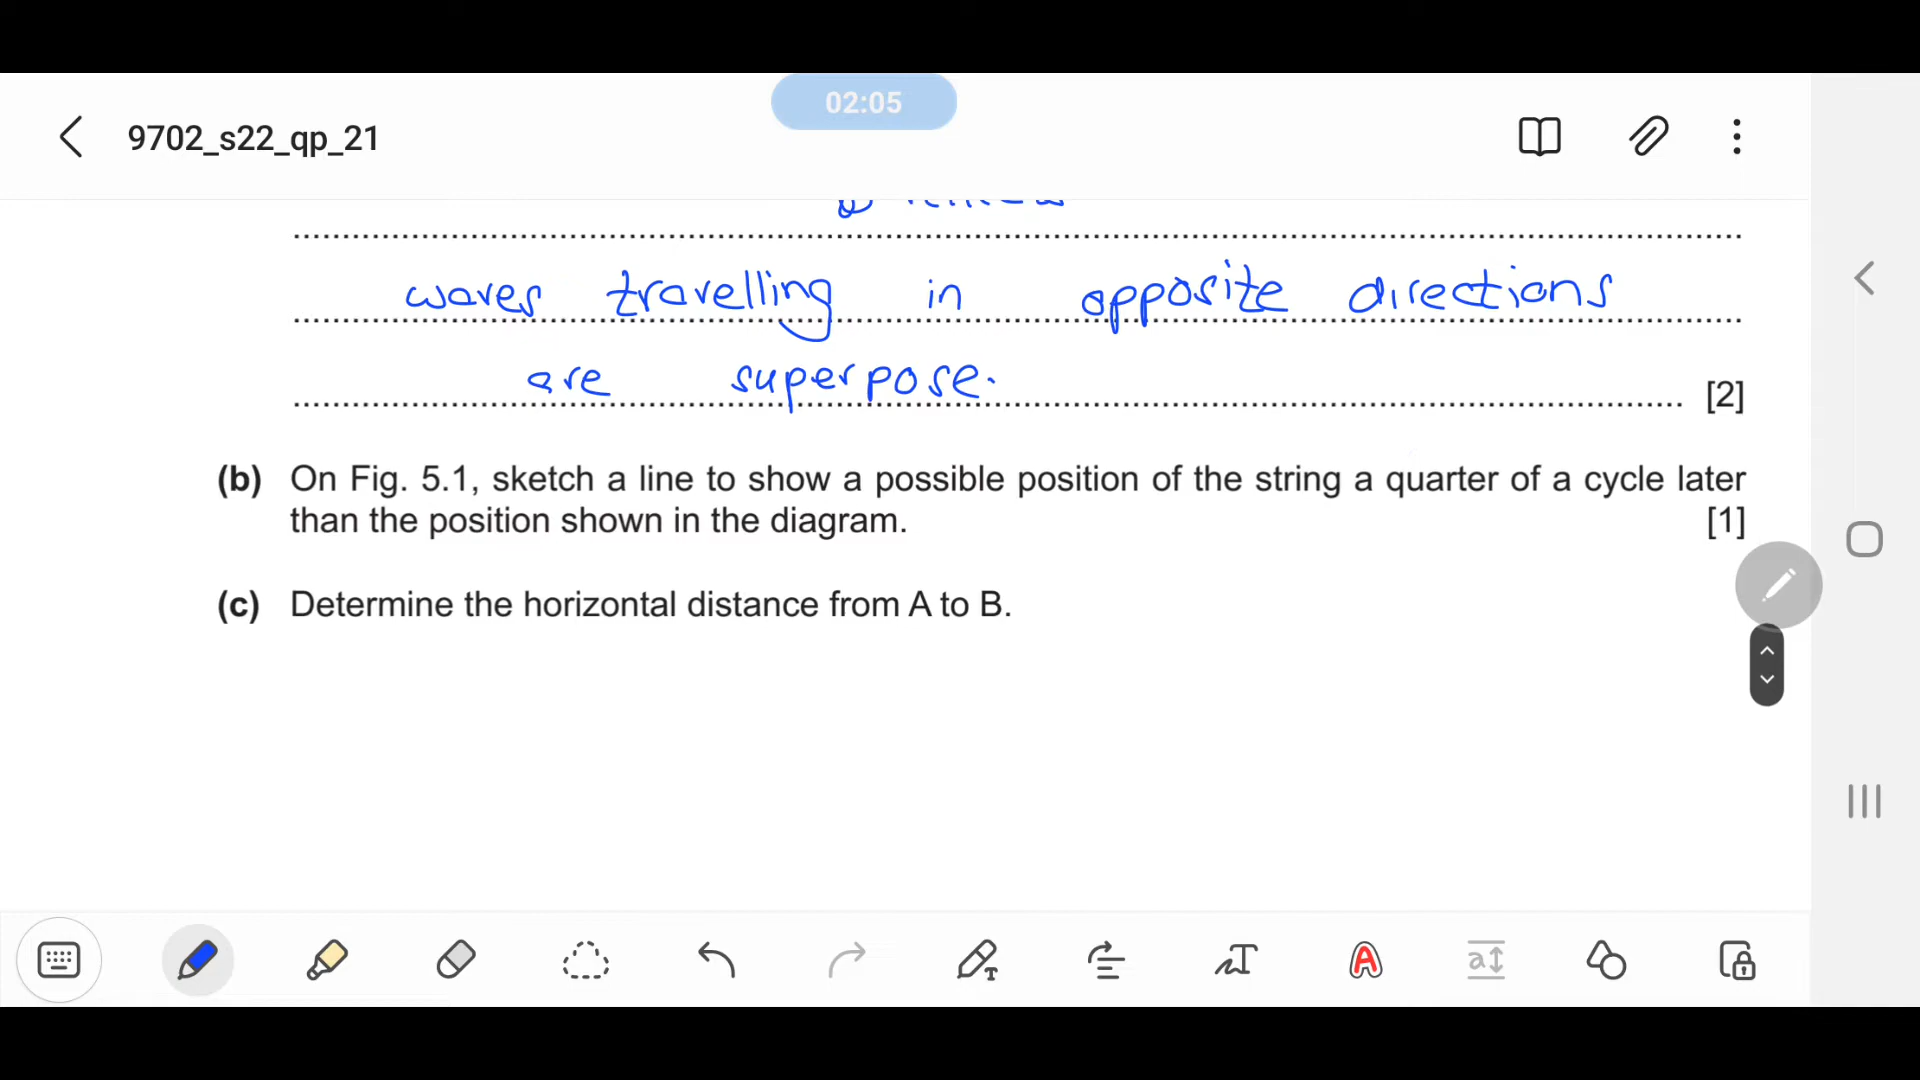 02:05
9702_s22_qp_21
waves travelling in opposite directions
are superpose.
[2]
(b) On Fig. 5.1, sketch a line to show a possible position of the string a quarter of a cycle later
than the position shown in the diagram. [1]
(c) Determine the horizontal distance from A to B.